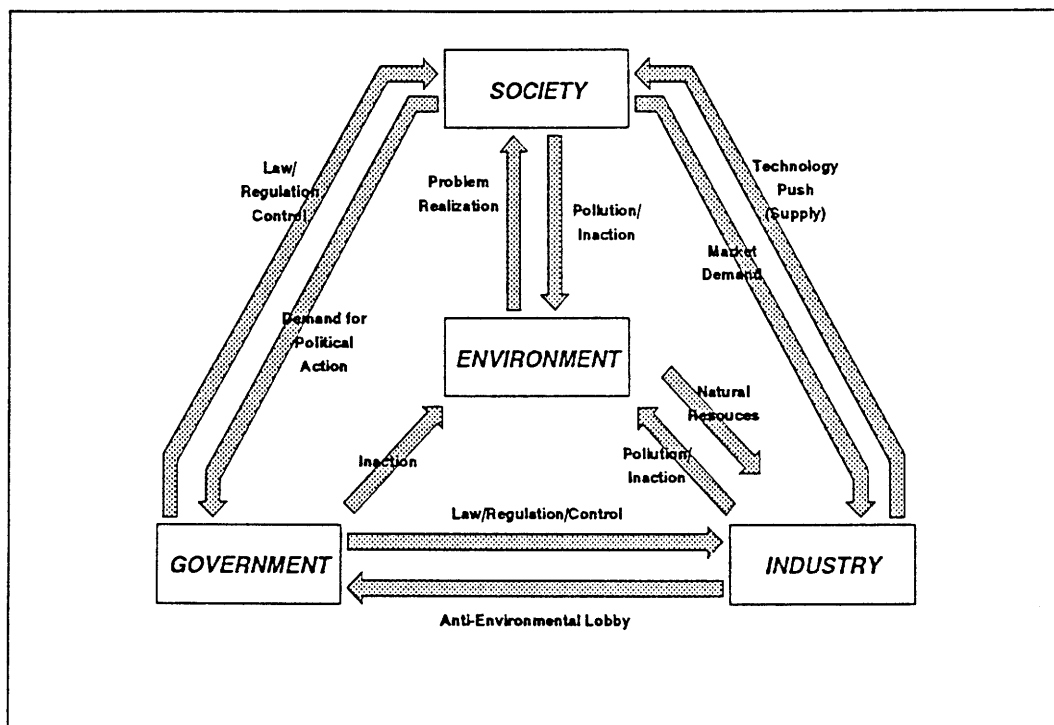 SOCIETY
Law/
Regulation
Control
Problem
Realization
Pollution/
Inaction
Technology
Push
(Supply)
Market
Demand
Demand for
Political
Action
ENVIRONMENT
Natural
Resouces
Inaction
Pollution/
Inaction
Law/Regulation/Control
GOVERNMENT
INDUSTRY
Anti-Environmental Lobby